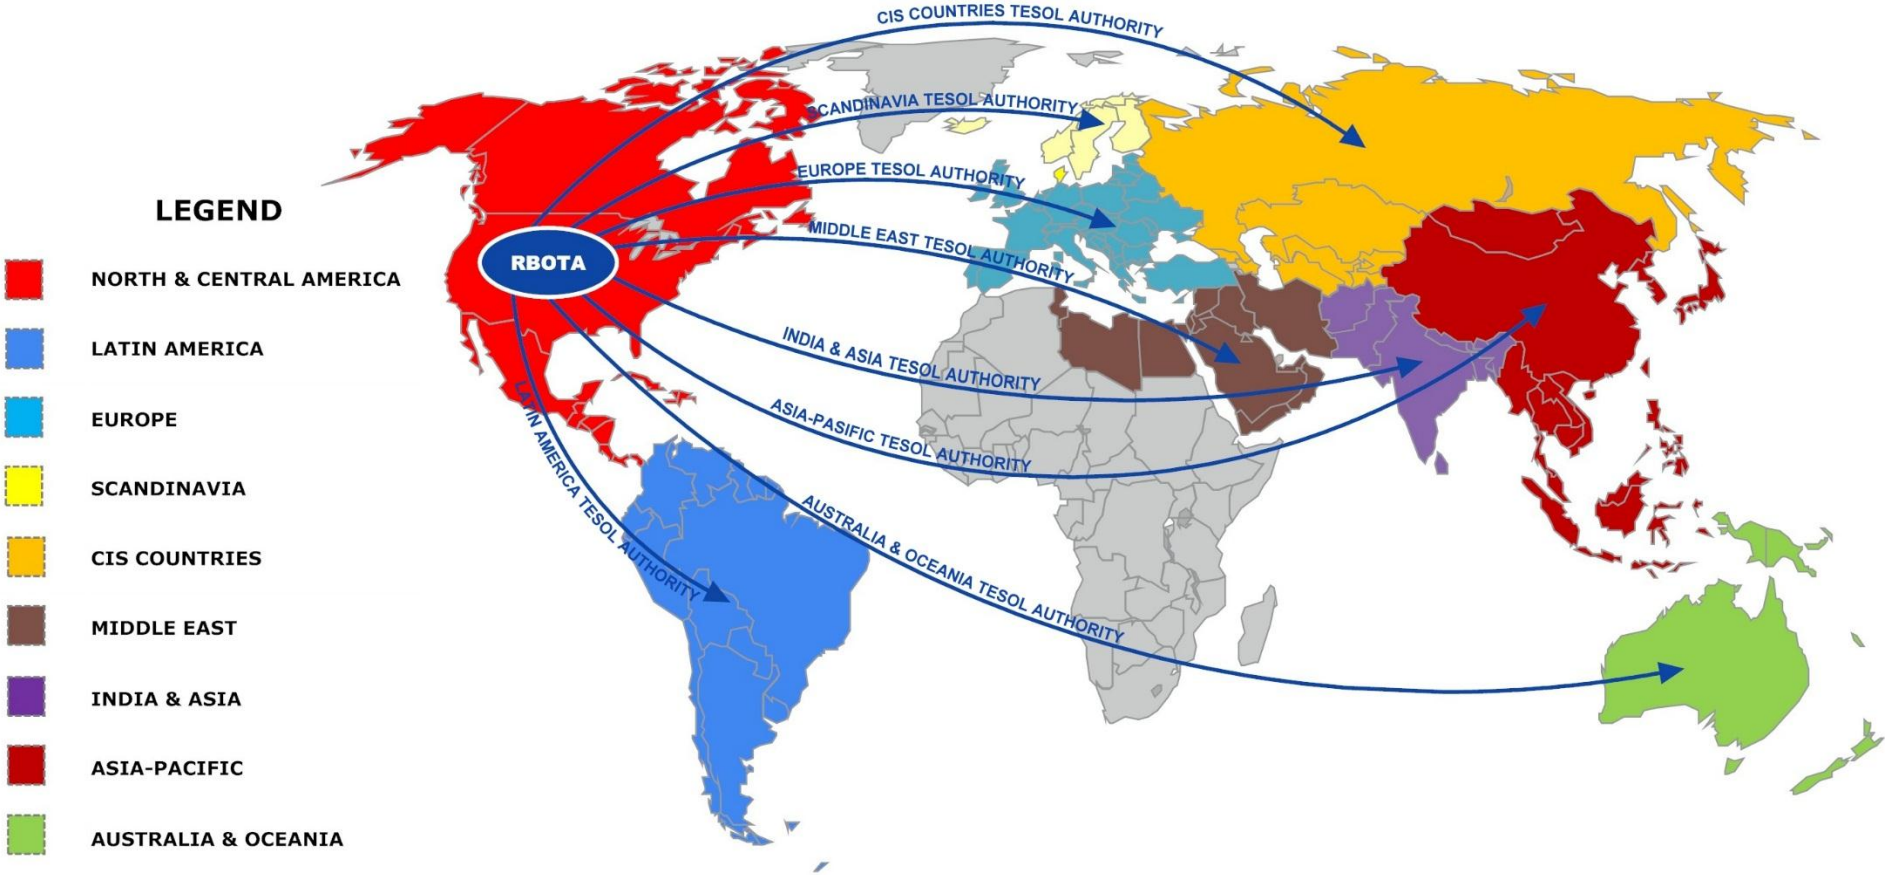 CIS COUNTRIES TESOL AUTHORITY
SCANDINAVIA TESOL AUTHORITY
EUROPE TESOL AUTHORITY
MIDDLE EAST TESOL AUTHORITY
RBOTA
INDIA & ASIA TESOL AUTHORITY
ASIA-PASIFIC TESOL AUTHORITY
AUSTRALIA & OCEANIA TESOL AUTHORITY
LATIN AMERICA TESOL AUTHORITY
LEGEND
NORTH & CENTRAL AMERICA
LATIN AMERICA
EUROPE
SCANDINAVIA
CIS COUNTRIES
MIDDLE EAST
INDIA & ASIA
ASIA-PACIFIC
AUSTRALIA & OCEANIA